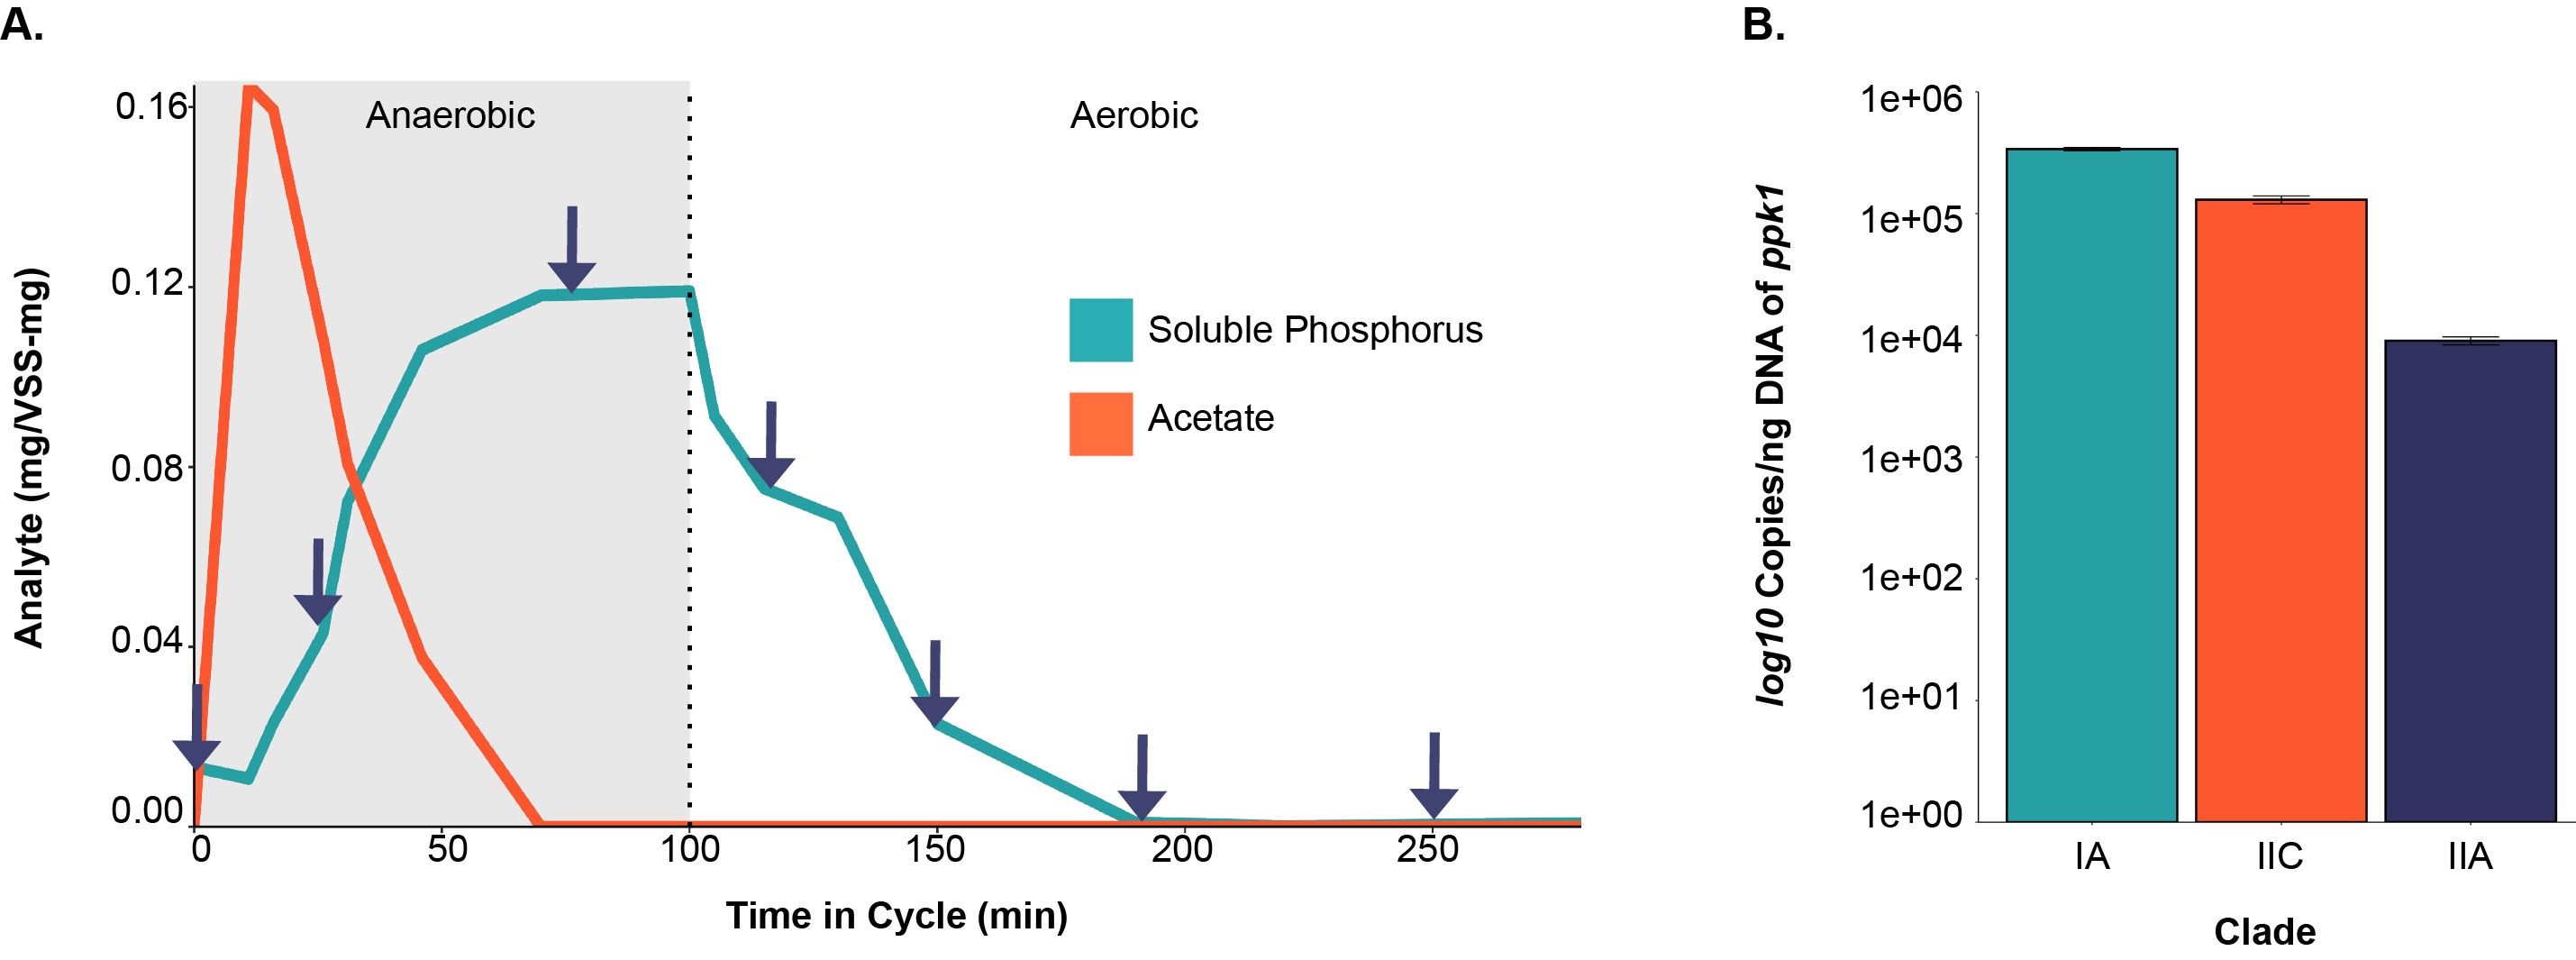 A.
Anaerobic
Aerobic
0.16
0.12
0.08
0.04
0.00
Analyte (mg/VSS-mg)
Soluble Phosphorus
Acetate
0 50 100 150 200 250
Time in Cycle (min)
B.
1e+06
1e+05
1e+04
1e+03
1e+02
1e+01
1e+00
log10 Copies/ng DNA of ppk1
IA IIC IIA
Clade